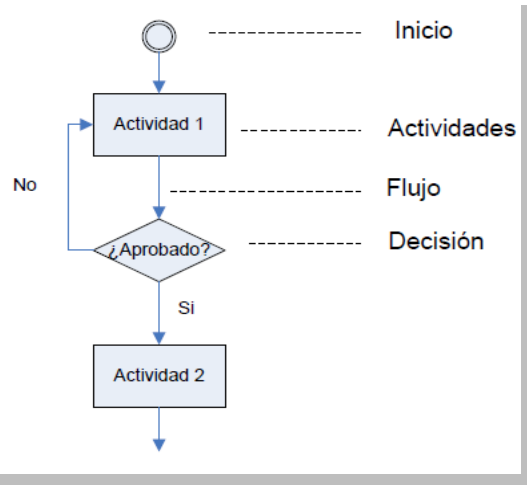 Inicio
Actividad 1
Actividades
No
Flujo
¿Aprobado?
Decisión
Si
Actividad 2